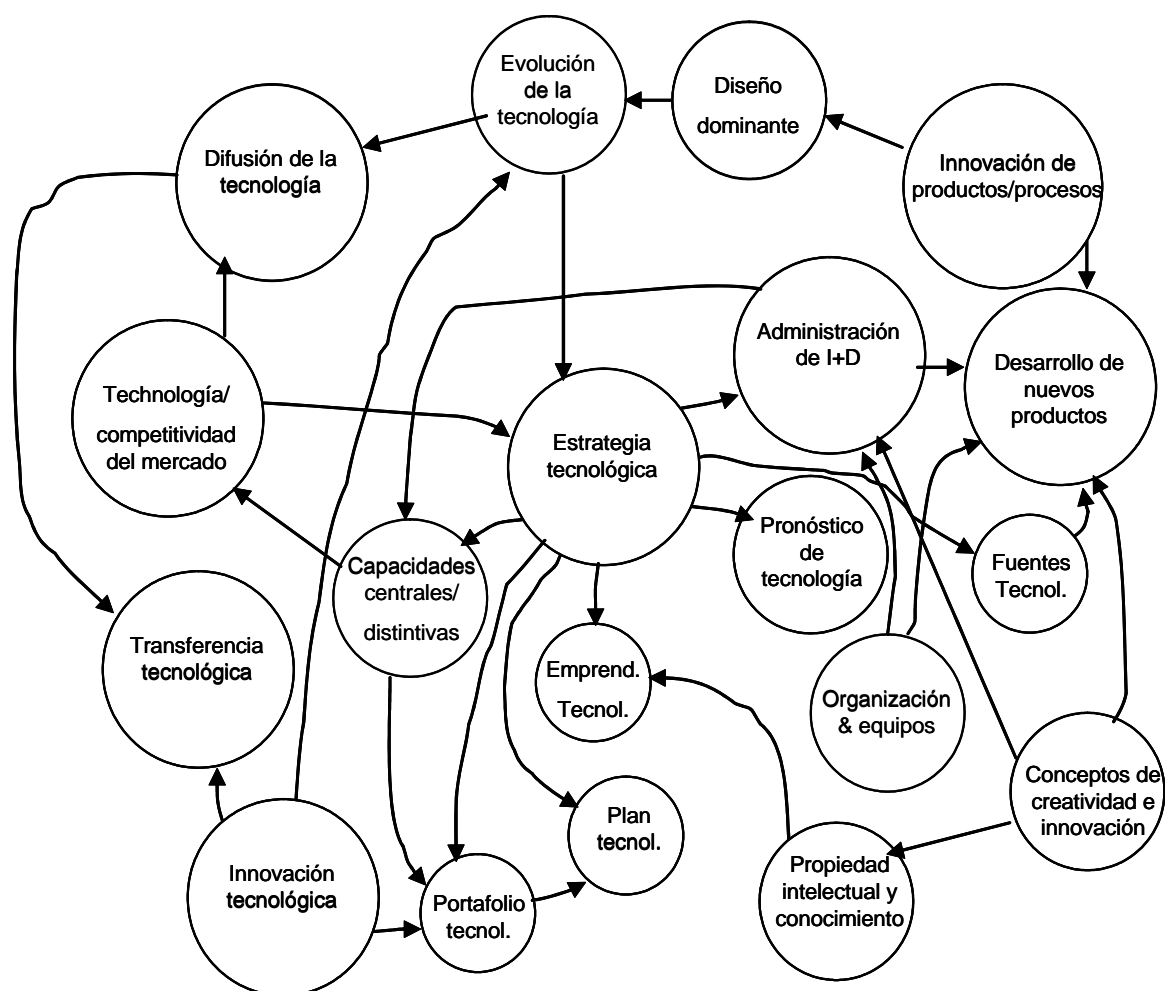 Evolución
de la
tecnología
Diseño
dominante
Difusión de la
tecnología
Innovación de
productos/procesos
Administración
de I+D
Desarrollo de
nuevos
productos
Technología/
competitividad
del mercado
Estrategia
tecnológica
Pronóstico
de
tecnología
Fuentes
Tecnol.
Capacidades
centrales/
distintivas
Transferencia
tecnológica
Emprend.
Tecnol.
Organización
& equipos
Conceptos de
creatividad e
innovación
Plan
tecnol.
Innovación
tecnológica
Portafolio
tecnol.
Propiedad
intelectual y
conocimiento